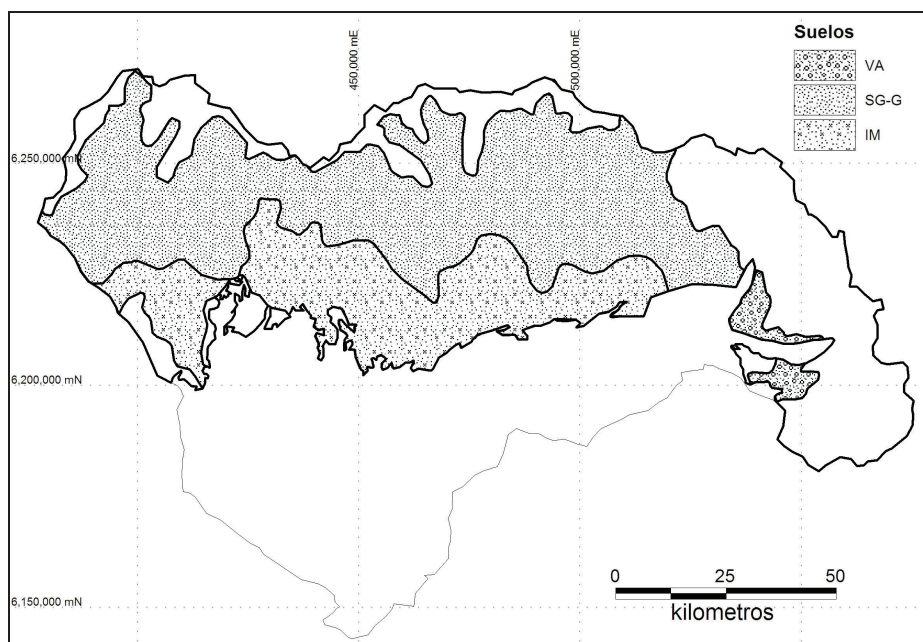 450,000 mE
500,000 mE
Suelos
VA
SG-G
IM
6,250,000 mN
6,200,000 mN
6,150,000 mN
0 25 50
kilometros